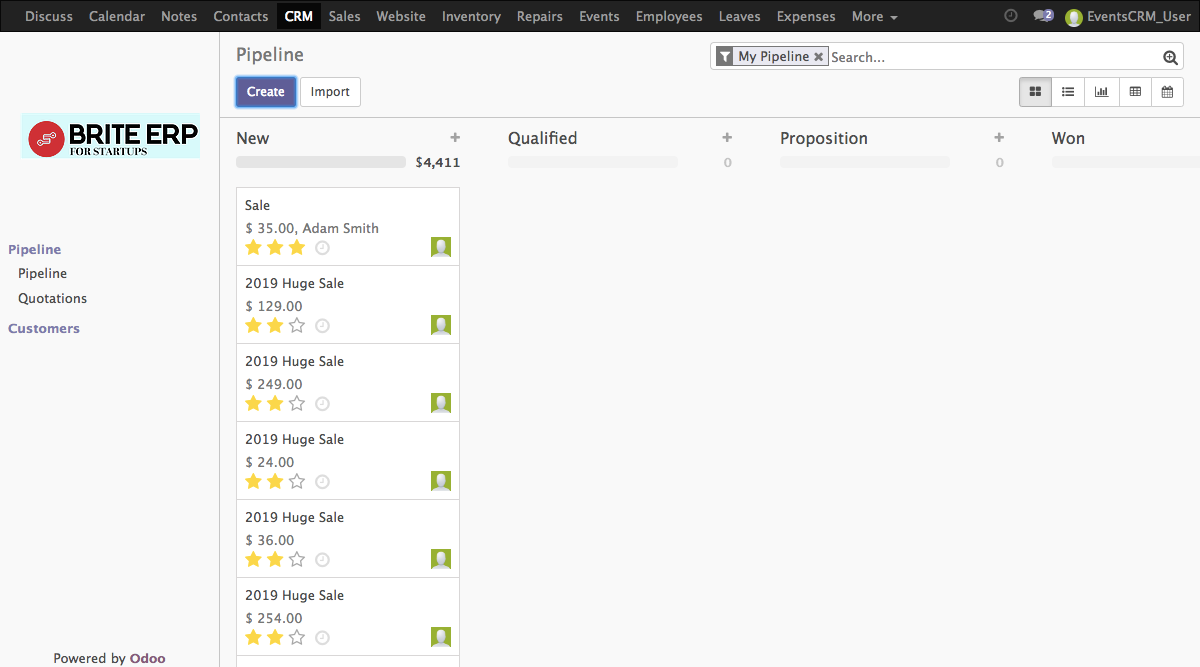 Discuss Calendar Notes Contacts CRM Sales Website Inventory Repairs Events Employees Leaves Expenses More 2 EventsCRM_User
Pipeline
My Pipeline Search...
Create Import
BRITE ERP
FOR STARTUPS
Pipeline
Pipeline
Quotations
Customers
Powered by Odoo
New
$4,411
Qualified
0
Proposition
0
Won
Sale
$ 35.00, Adam Smith
2019 Huge Sale
$ 129.00
2019 Huge Sale
$ 249.00
2019 Huge Sale
$ 24.00
2019 Huge Sale
$ 36.00
2019 Huge Sale
$ 254.00